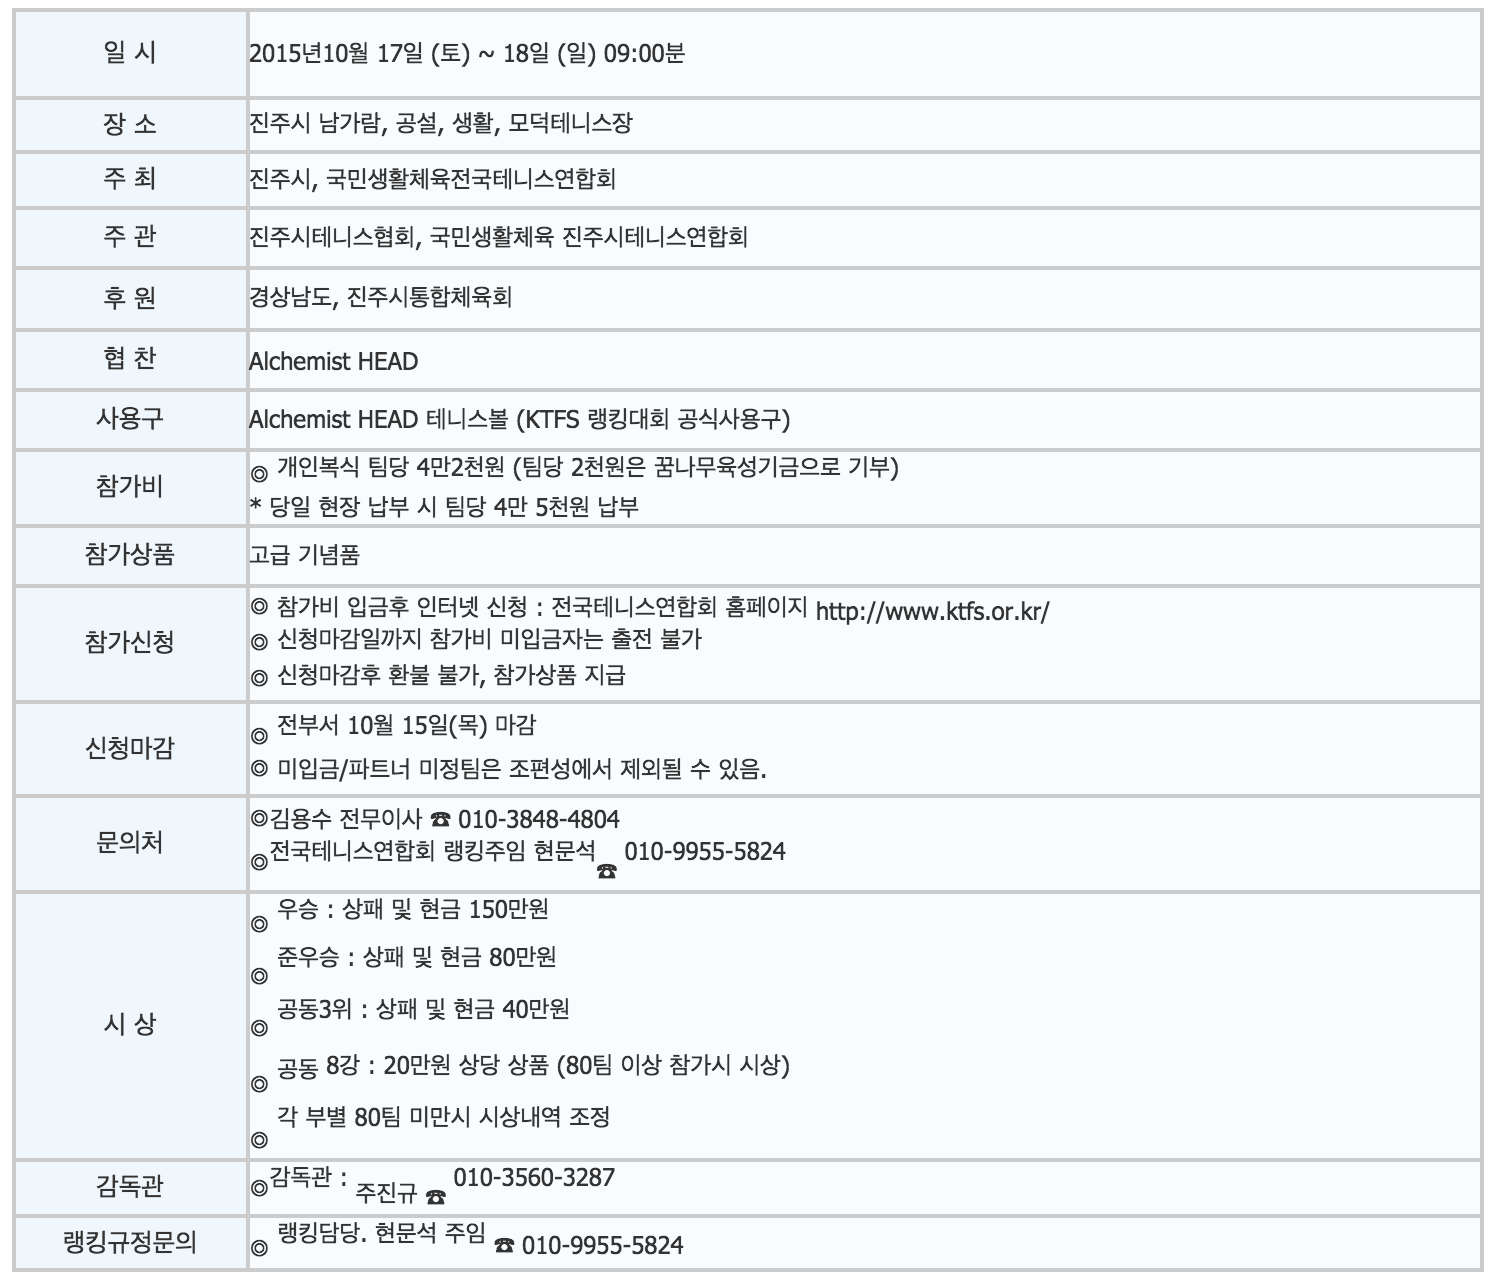 일 시
2015년10월 17일 (토) ~ 18일 (일) 09:00분
장 소
진주시 남가람, 공설, 생활, 모덕테니스장
주 최
진주시, 국민생활체육전국테니스연합회
주 관
진주시테니스협회, 국민생활체육 진주시테니스연합회
후 원
경상남도, 진주시통합체육회
협 찬
Alchemist HEAD
사용구
Alchemist HEAD 테니스볼 (KTFS 랭킹대회 공식사용구)
참가비
◎ 개인복식 팀당 4만2천원 (팀당 2천원은 꿈나무육성기금으로 기부)
* 당일 현장 납부 시 팀당 4만 5천원 납부
참가상품
고급 기념품
참가신청
◎ 참가비 입금후 인터넷 신청 : 전국테니스연합회 홈페이지 http://www.ktfs.or.kr/
◎ 신청마감일까지 참가비 미입금자는 출전 불가
◎ 신청마감후 환불 불가, 참가상품 지급
신청마감
◎ 전부서 10월 15일(목) 마감
◎ 미입금/파트너 미정팀은 조편성에서 제외될 수 있음.
문의처
◎김용수 전무이사 ☎ 010-3848-4804
◎전국테니스연합회 랭킹주임 현문석☎ 010-9955-5824
시 상
◎ 우승 : 상패 및 현금 150만원
◎ 준우승 : 상패 및 현금 80만원
◎ 공동3위 : 상패 및 현금 40만원
◎ 공동 8강 : 20만원 상당 상품 (80팀 이상 참가시 시상)
◎ 각 부별 80팀 미만시 시상내역 조정
감독관
◎감독관 : 주진규 ☎ 010-3560-3287
랭킹규정문의
◎ 랭킹담당. 현문석 주임 ☎ 010-9955-5824